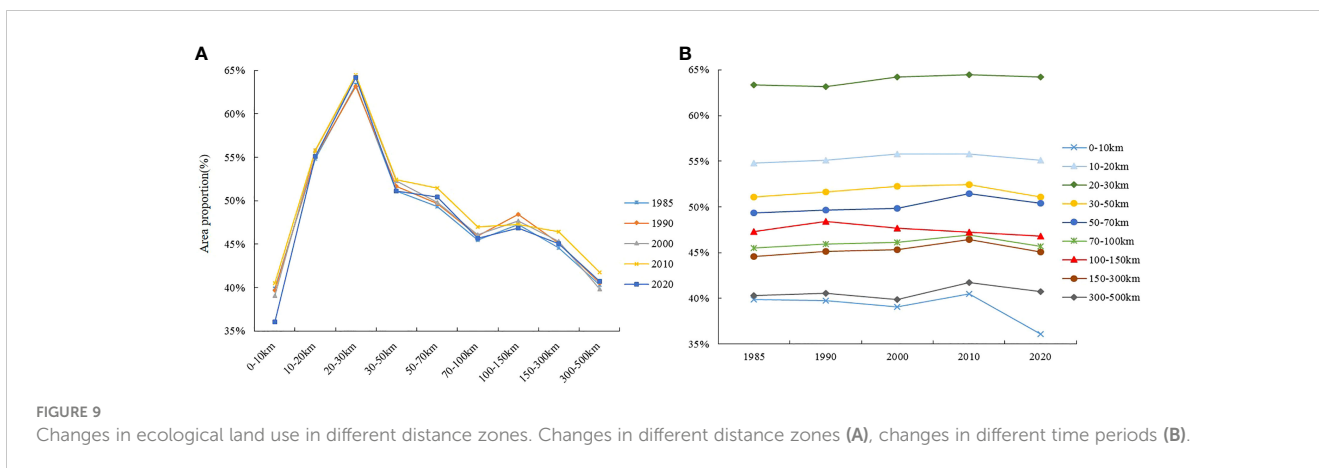 A
Area proportion(%)
65%
60%
55%
50%
45%
40%
35%
0-10km
10-20km
20-30km
30-50km
50-70km
70-100km
100-150km
150-300km
300-500km
1985
1990
2000
2010
2020
B
65%
60%
55%
50%
45%
40%
35%
1985 1990 2000 2010 2020
0-10km
10-20km
20-30km
30-50km
50-70km
70-100km
100-150km
150-300km
300-500km
FIGURE 9
Changes in ecological land use in different distance zones. Changes in different distance zones (A), changes in different time periods (B).